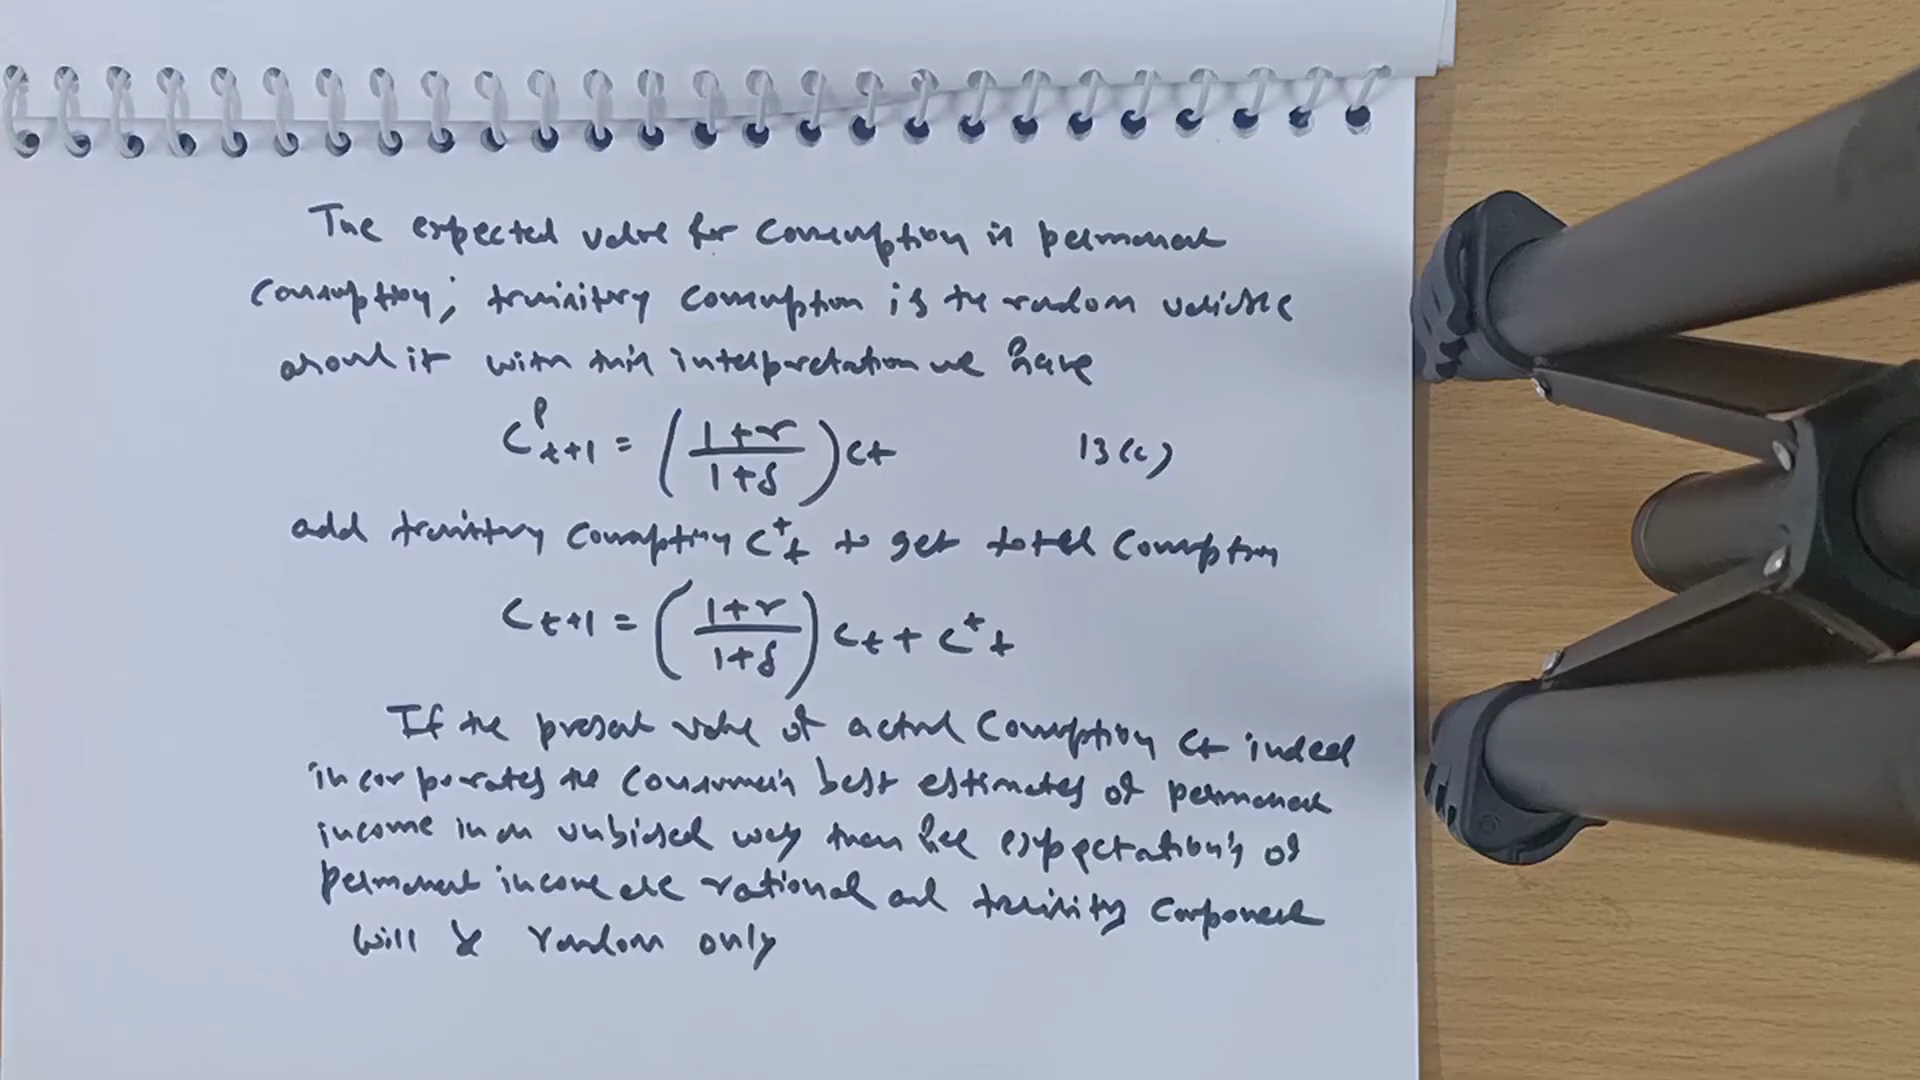 The expected value for Consumption is permanent
Consumption; transitory Consumption is the random variable
about it with this interpretation we have
C^P_{t+1} = (1+r / 1+δ) Ct 13(c)
add transitory Consumption C^t_t to get total Consumption
C_{t+1} = (1+r / 1+δ) C_t + C^t_t
If the present value of actual Consumption Ct indeed
incorporates the Consumer's best estimates of permanent
income in an unbiased way then the expectation's of
permanent income are rational and transitory Component
will be random only